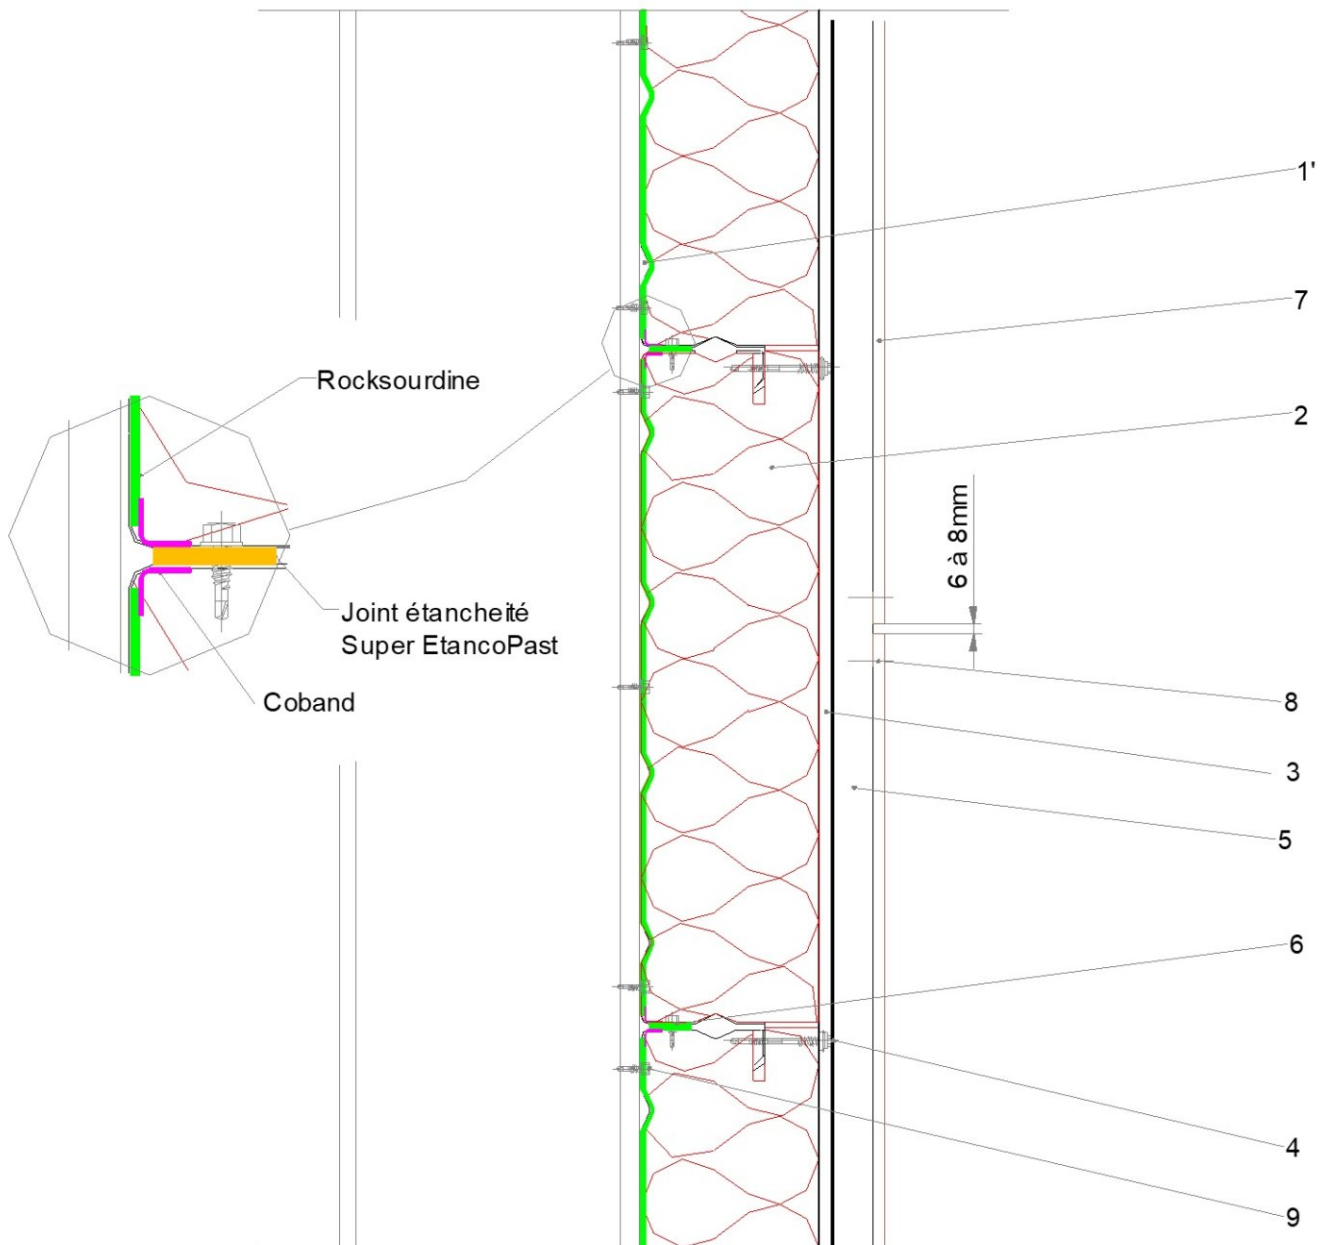 1'
7
Rocksourdine
2
6 à 8mm
Joint étancheité
Super EtancoPast
Coband
8
3
5
6
4
9